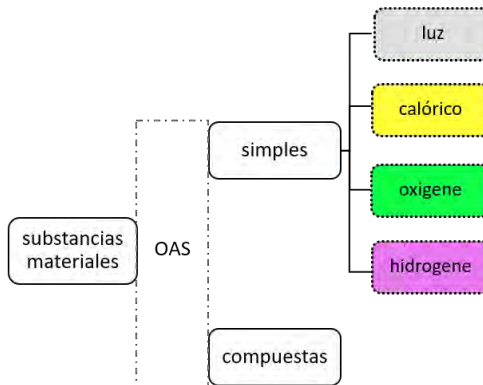 luz
calórico
simples
oxigene
substancias
materiales
OAS
hidrogene
compuestas